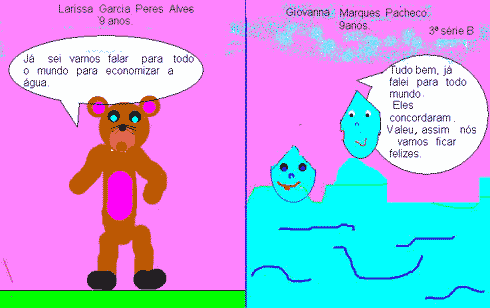 Larissa Garcia Peres Alves
9 anos.
Já sei vamos falar para todo
o mundo para economizar a
água.
Giovanna Marques Pacheco.
9anos.
3ª série B
Tudo bem, já
falei para todo
mundo.
Eles
concordaram.
Valeu, assim nós
vamos ficar
felizes.